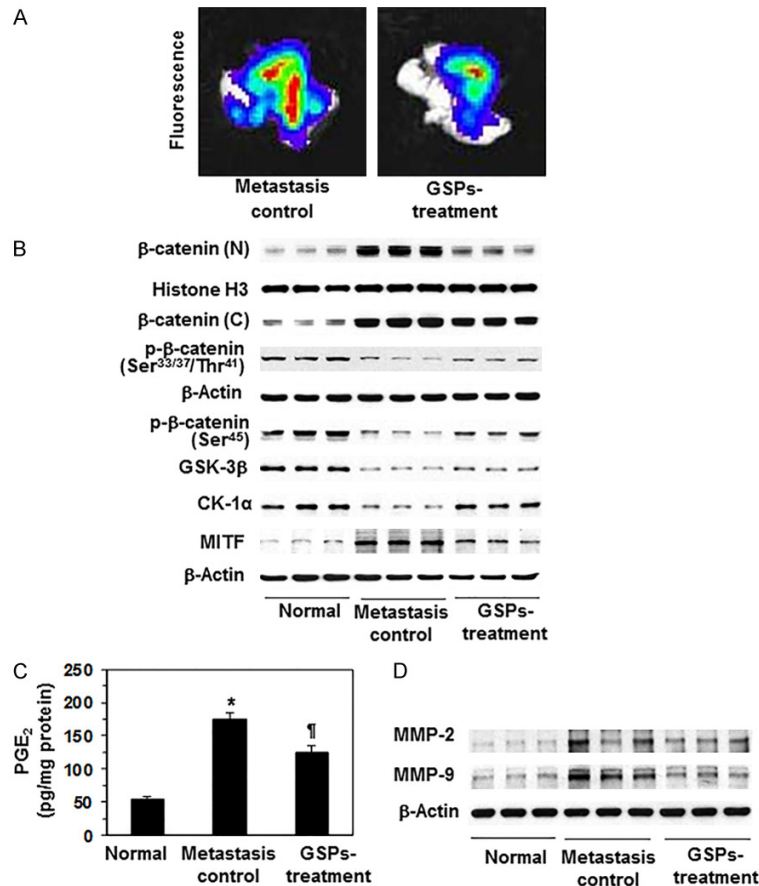 A
Fluorescence
Metastasis
control
GSPs-
treatment
B
β-catenin (N)
Histone H3
β-catenin (C)
p-β-catenin
(Ser33/37/Thr41)
β-Actin
p-β-catenin
(Ser45)
GSK-3β
CK-1α
MITF
β-Actin
Normal
Metastasis
control
GSPs-
treatment
C
PGE2
(pg/mg protein)
250
200
150
100
50
0
*
¶
Normal
Metastasis
control
GSPs-
treatment
D
MMP-2
MMP-9
β-Actin
Normal
Metastasis
control
GSPs-
treatment